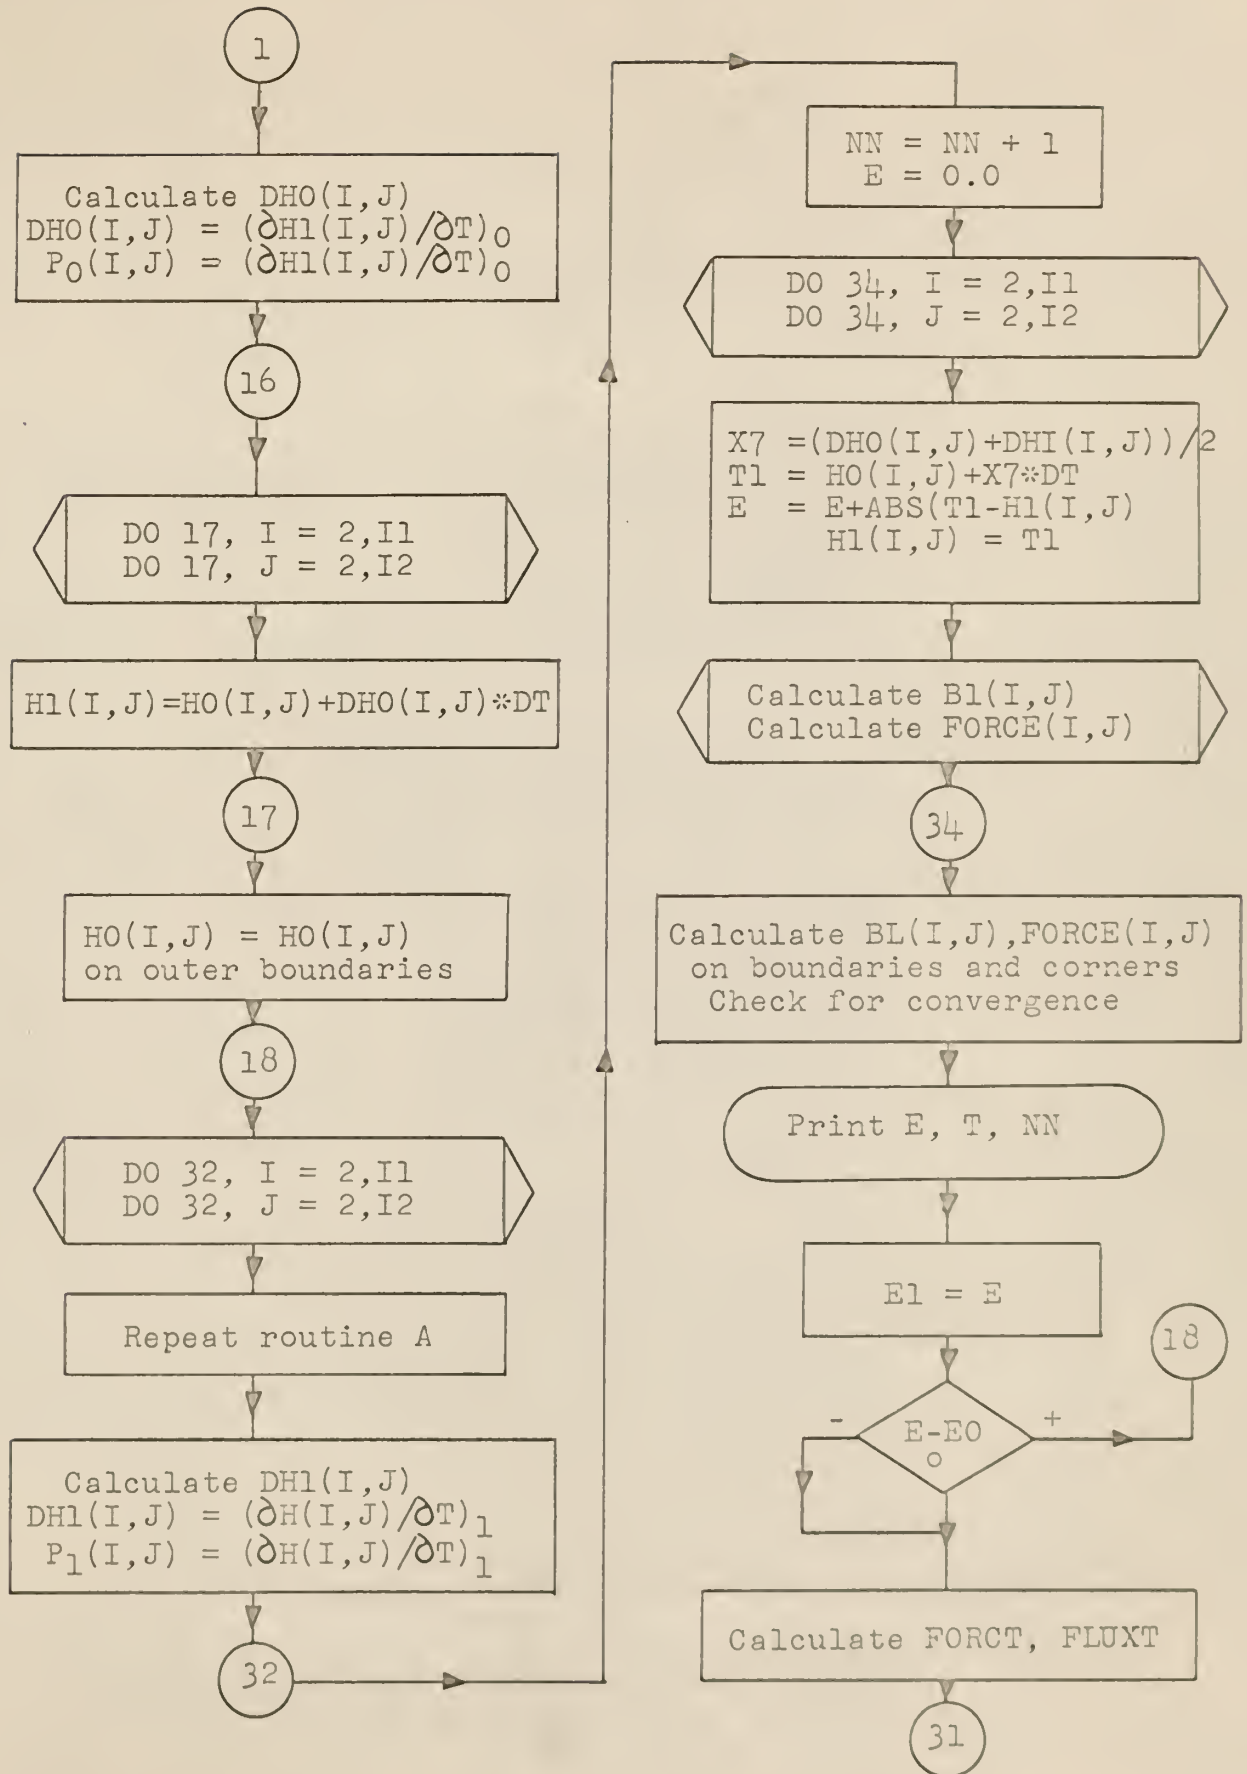 1
Calculate DHO(I,J)
DHO(I,J) = (∂H1(I,J)/∂T)₀
P₀(I,J) = (∂H1(I,J)/∂T)₀
16
DO 17, I = 2,I1
DO 17, J = 2,I2
H1(I,J)=HO(I,J)+DHO(I,J)*DT
17
HO(I,J) = HO(I,J)
on outer boundaries
18
DO 32, I = 2,I1
DO 32, J = 2,I2
Repeat routine A
Calculate DH1(I,J)
DH1(I,J) = (∂H(I,J)/∂T)₁
P₁(I,J) = (∂H(I,J)/∂T)₁
32
NN = NN + 1
E = 0.0
DO 34, I = 2,I1
DO 34, J = 2,I2
X7 =(DHO(I,J)+DHI(I,J))/2
T1 = HO(I,J)+X7*DT
E = E+ABS(T1-H1(I,J)
H1(I,J) = T1
Calculate B1(I,J)
Calculate FORCE(I,J)
34
Calculate BL(I,J),FORCE(I,J)
on boundaries and corners
Check for convergence
Print E, T, NN
E1 = E
18
- E-EO +
0
Calculate FORCT, FLUXT
31